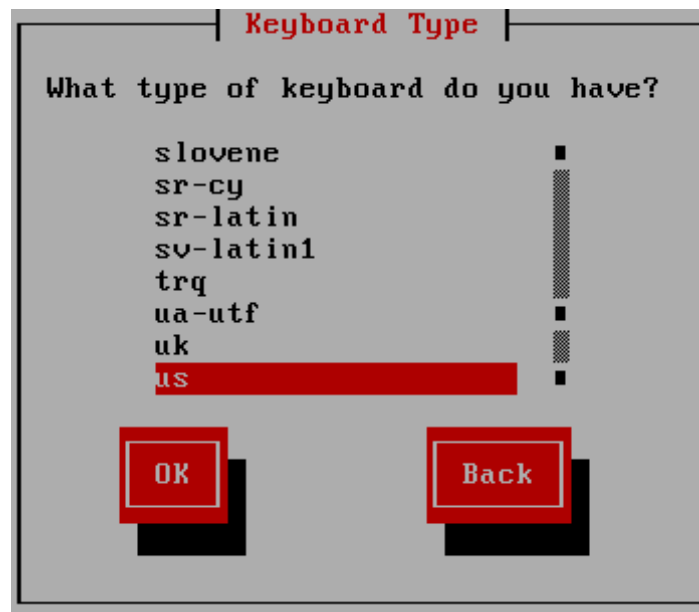 Keyboard Type
What type of keyboard do you have?
slovene
sr-cy
sr-latin
sv-latin1
trq
ua-utf
uk
us
OK
Back